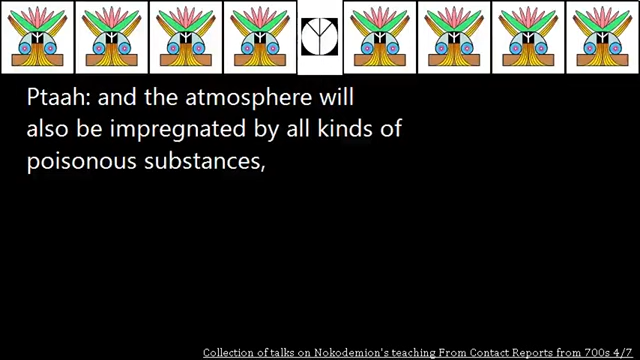 Ptaah: and the atmosphere will
also be impregnated by all kinds of
poisonous substances,
Collection of talks on Nokodemion's teaching From Contact Reports from 700s 4/7